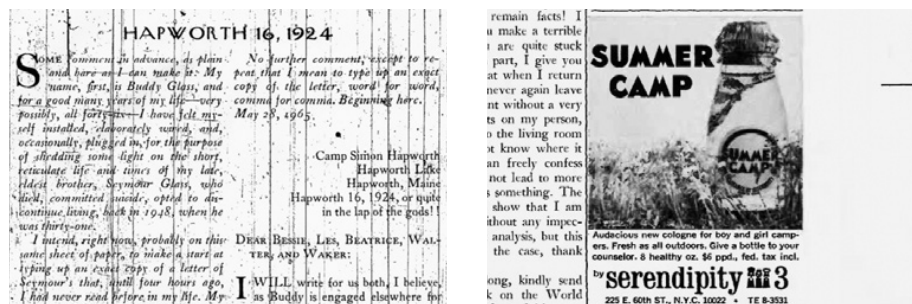 HAPWORTH 16, 1924
SOME comment in advance, as plain
and bare as I can make it: My
name, first, is Buddy Glass, and
for a good many years of my life—very
possibly, all forty-six—I have felt my-
self installed, elaborately wired, and,
occasionally, plugged in, for the purpose
of shedding some light on the short,
reticulate life and times of my late,
eldest brother, Seymour Glass, who
died, committed suicide, opted to dis-
continue living, back in 1948, when he
was thirty-one.
I intend, right now, probably on this
same sheet of paper, to make a start at
typing up an exact copy of a letter of
Seymour's that, until four hours ago,
I had never read before in my life. My
No further comment, except to re-
peat that I mean to type up an exact
copy of the letter, word for word,
comma for comma. Beginning here.
May 28, 1965
Camp Simon Hapworth
Hapworth Lake
Hapworth, Maine
Hapworth 16, 1924, or quite
in the lap of the gods!!
DEAR BESSIE, LES, BEATRICE, WAL-
TER, AND WAKER:
I WILL write for us both, I believe,
as Buddy is engaged elsewhere for
remain facts! I
make a terrible
are quite stuck
part, I give you
at when I return
never again leave
nt without a very
ts on my person,
o the living room
ot know where it
an freely confess
not lead to more
s something. The
show that I am
ithout any impec-
analysis, but this
the case, thank
ong, kindly send
k on the World
SUMMER
CAMP
SUMMER
CAMP
Audacious new cologne for boy and girl camp-
ers. Fresh as all outdoors. Give a bottle to your
counselor. 8 healthy oz. $6 ppd., fed. tax incl.
by serendipity 3
225 E. 60th ST., N.Y.C. 10022 • TE 8-3531